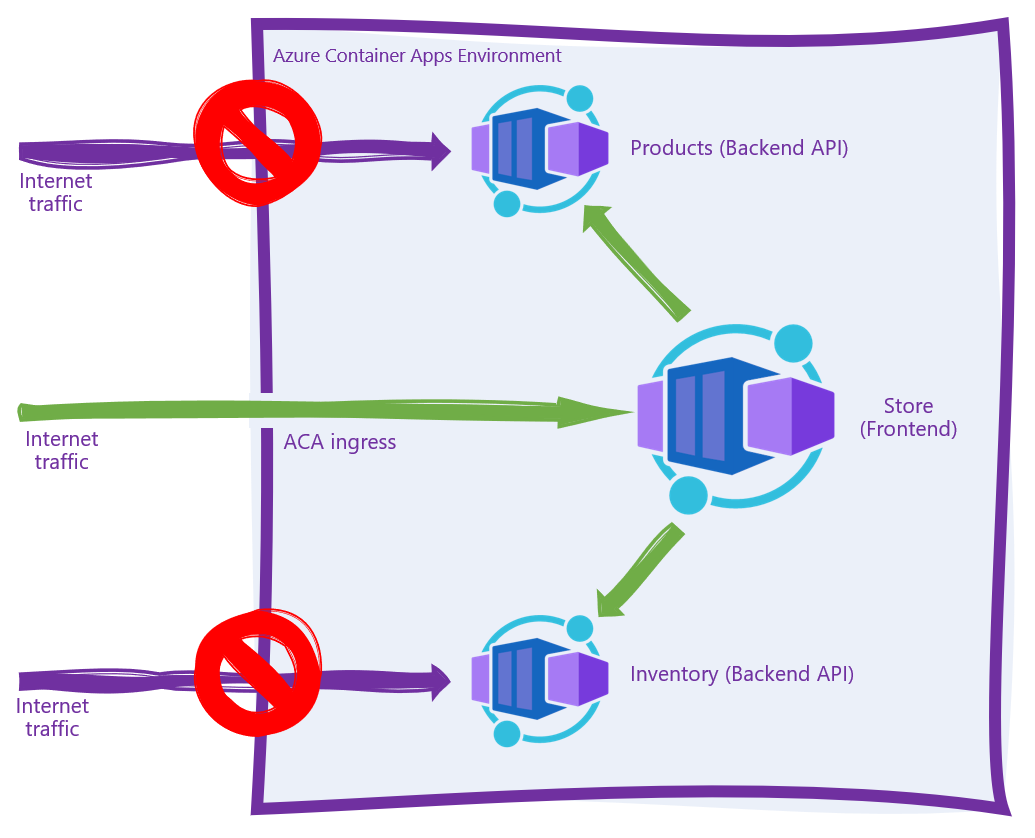 Azure Container Apps Environment
Products (Backend API)
Internet
traffic
Store
(Frontend)
Internet
traffic
ACA ingress
Inventory (Backend API)
Internet
traffic